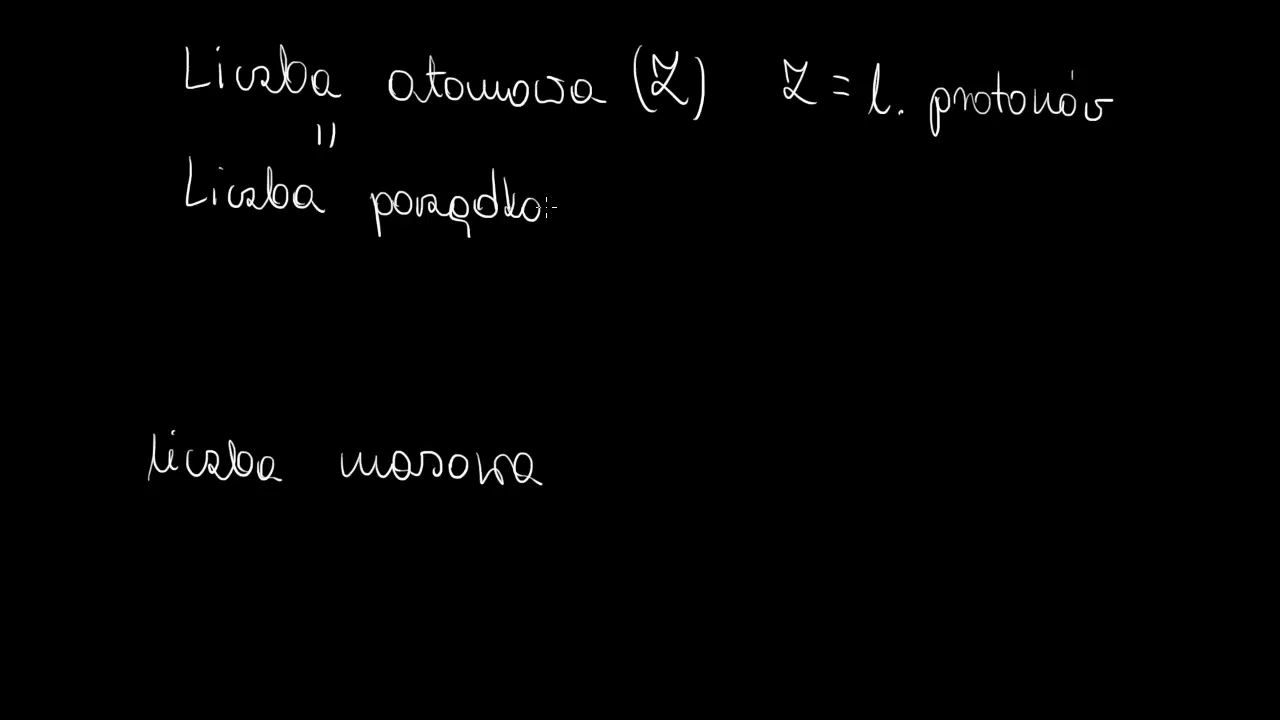 Liczba atomowa (Z) Z = l. protonów
=
Liczba porządko
liczba masowa